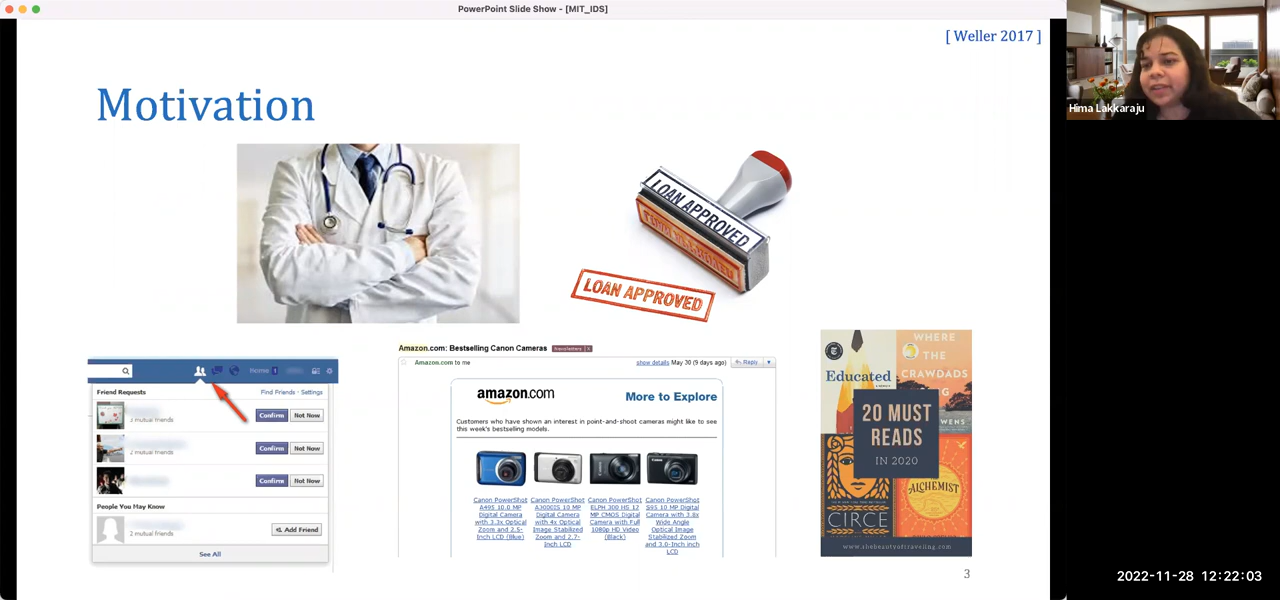 PowerPoint Slide Show - [MIT_IDS]
[ Weller 2017 ]
Hima Lakkaraju
Motivation
LOAN APPROVED
LOAN APPROVED
Home 1
Friend Requests
Find Friends · Settings
3 mutual friends
Confirm
Not Now
2 mutual friends
Confirm
Not Now
Confirm
Not Now
People You May Know
2 mutual friends
Add Friend
See All
Amazon.com: Bestselling Canon Cameras
Amazon.com to me
show details May 30 (9 days ago)
Reply
amazon.com
More to Explore
Customers who have shown an interest in point-and-shoot cameras might like to see
this week's bestselling models.
Canon PowerShot
A495 10.0 MP
Digital Camera
with 3.3x Optical
Zoom and 2.5-
Inch LCD (Blue)
Canon PowerShot
A3000IS 10 MP
Digital Camera
with 4x Optical
Image Stabilized
Zoom and 2.7-
Inch LCD
Canon PowerShot
ELPH 300 HS 12
MP CMOS Digital
Camera with Full
1080p HD Video
(Black)
Canon PowerShot
S95 10 MP Digital
Camera with 3.8x
Wide Angle
Optical Image
Stabilized Zoom
and 3.0-Inch inch
LCD
WHERE
THE
CRAWDADS
Educated
20 MUST
READS
IN 2020
ALCHEMIST
CIRCE
www.sbebeautyoftraveling.com
3
2022-11-28 12:22:03